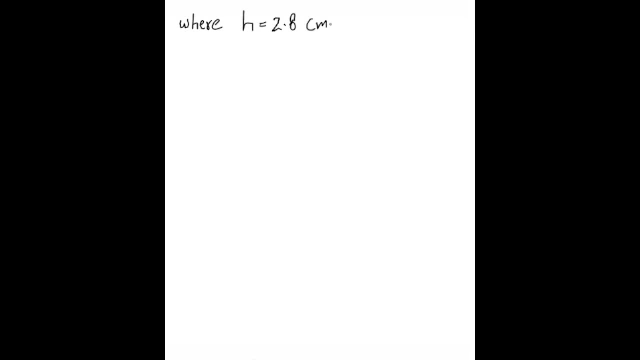 where h = 2.8 cm.